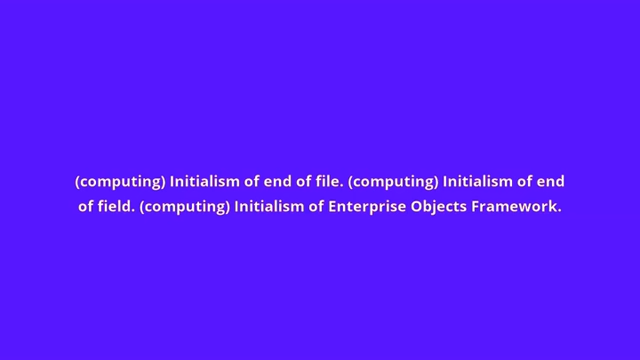 (computing) Initialism of end of file. (computing) Initialism of end
of field. (computing) Initialism of Enterprise Objects Framework.